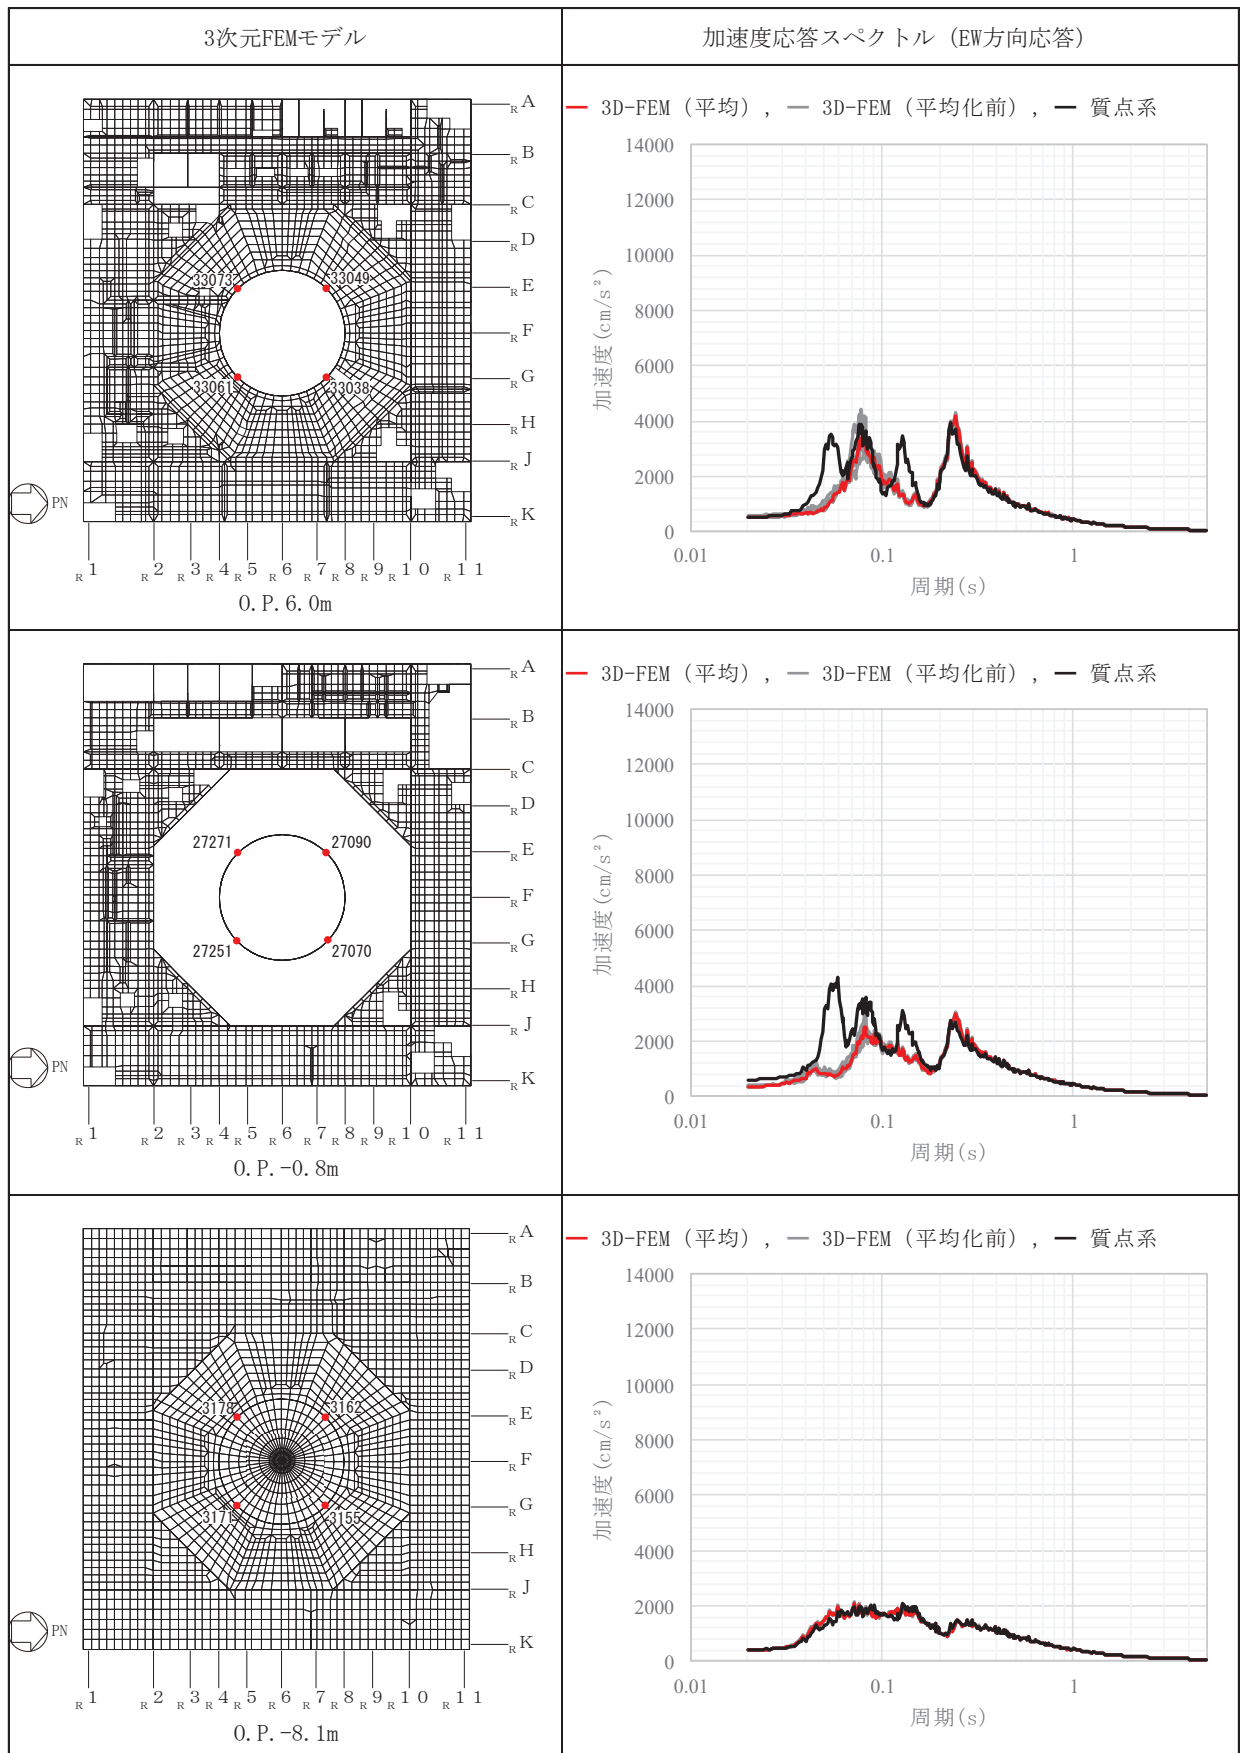 3次元FEMモデル
加速度応答スペクトル（EW方向応答）
RA
RB
RC
RD
RE
RF
RG
RH
RJ
RK
33073
33049
33061
33038
PN
R1 R2 R3 R4 R5 R6 R7 R8 R9 R10 R11
O.P.6.0m
3D-FEM（平均）, 3D-FEM（平均化前）, 質点系
14000
12000
10000
8000
6000
4000
2000
0
加速度(cm/s²)
0.01 0.1 1
周期(s)
RA
RB
RC
RD
RE
RF
RG
RH
RJ
RK
27271
27090
27251
27070
PN
R1 R2 R3 R4 R5 R6 R7 R8 R9 R10 R11
O.P.-0.8m
3D-FEM（平均）, 3D-FEM（平均化前）, 質点系
14000
12000
10000
8000
6000
4000
2000
0
加速度(cm/s²)
0.01 0.1 1
周期(s)
RA
RB
RC
RD
RE
RF
RG
RH
RJ
RK
3178
3162
3171
3155
PN
R1 R2 R3 R4 R5 R6 R7 R8 R9 R10 R11
O.P.-8.1m
3D-FEM（平均）, 3D-FEM（平均化前）, 質点系
14000
12000
10000
8000
6000
4000
2000
0
加速度(cm/s²)
0.01 0.1 1
周期(s)